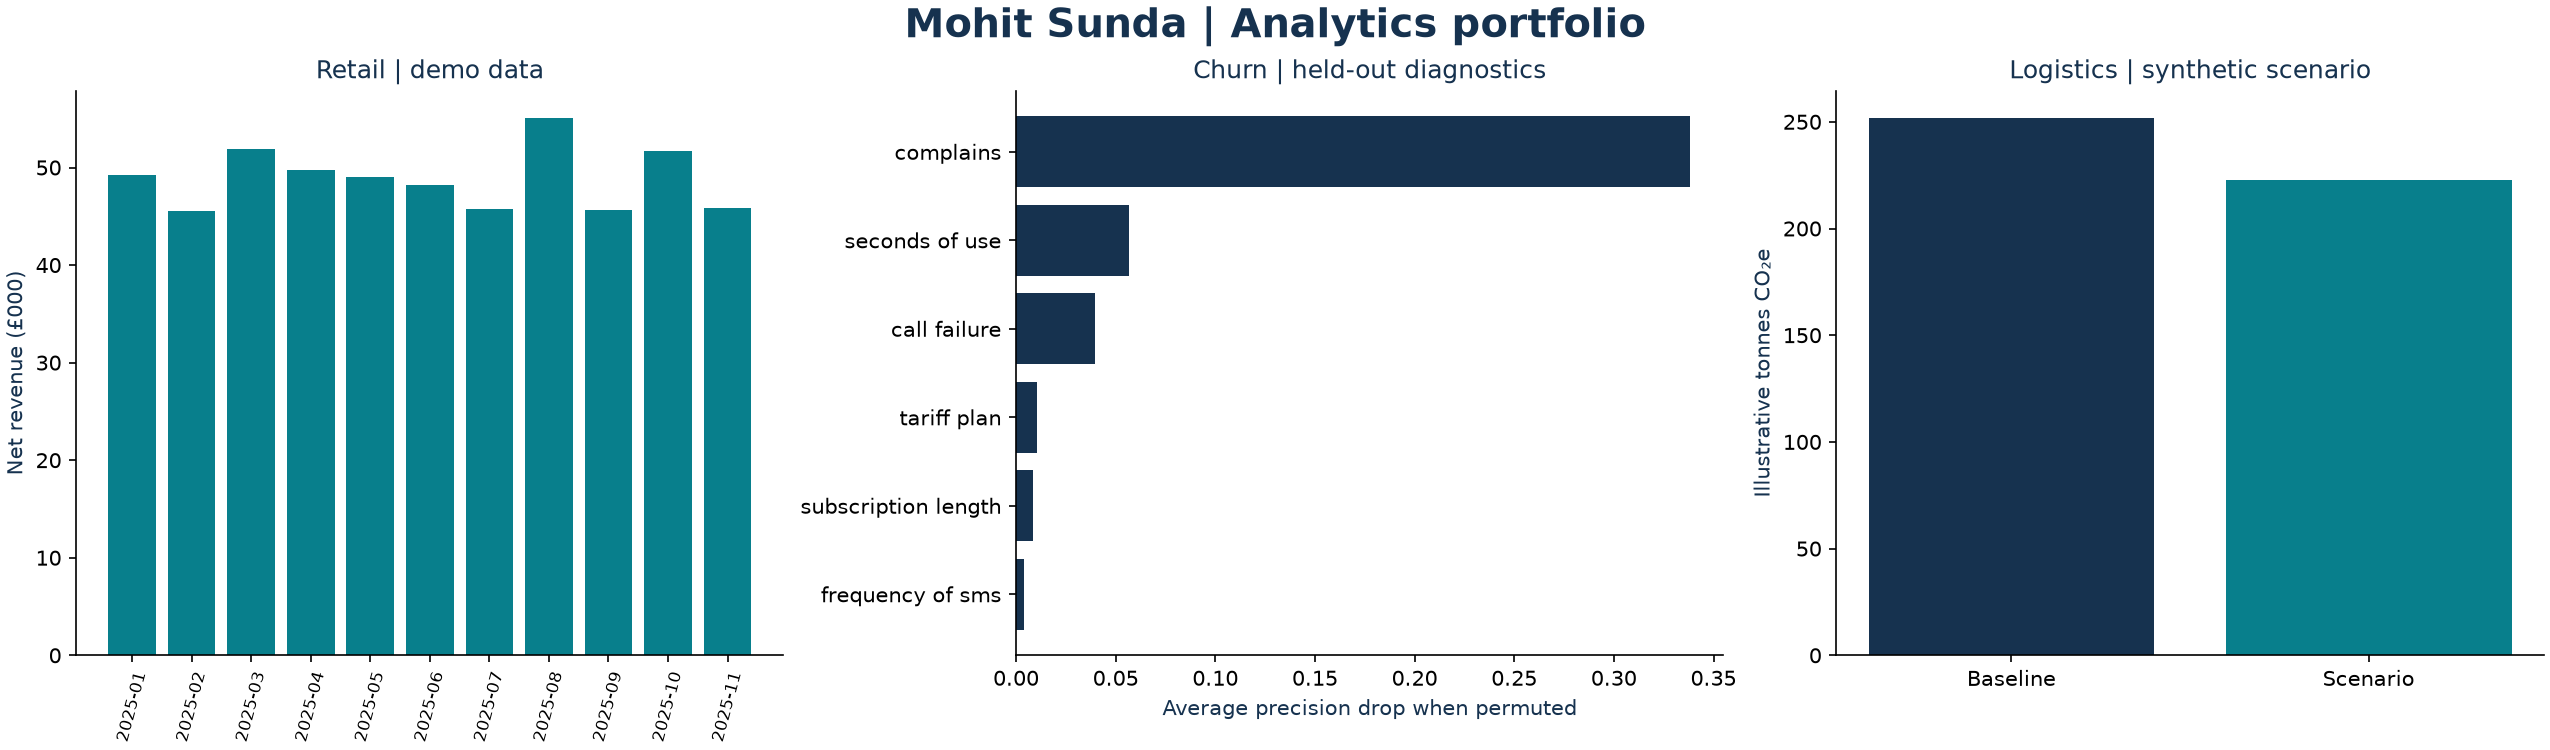 Mohit Sunda | Analytics portfolio
Retail | demo data
Net revenue (£000)
50
40
30
20
10
0
2025-01
2025-02
2025-03
2025-04
2025-05
2025-06
2025-07
2025-08
2025-09
2025-10
2025-11
Churn | held-out diagnostics
complains
seconds of use
call failure
tariff plan
subscription length
frequency of sms
0.00 0.05 0.10 0.15 0.20 0.25 0.30 0.35
Average precision drop when permuted
Logistics | synthetic scenario
Illustrative tonnes CO₂e
250
200
150
100
50
0
Baseline
Scenario